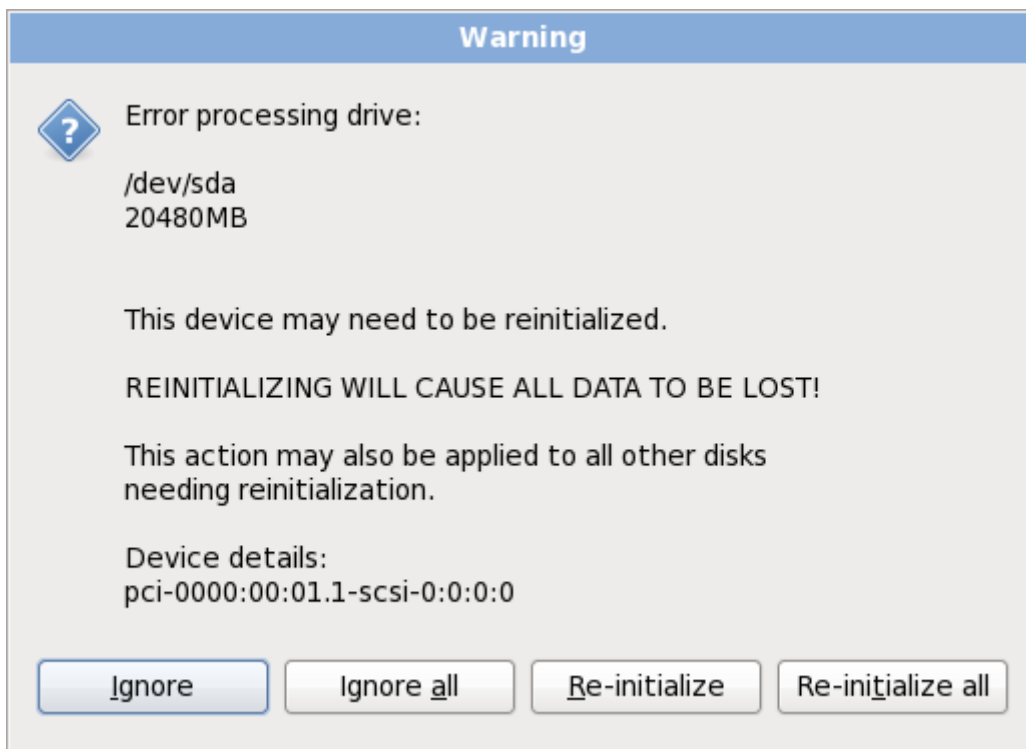 Warning
?
Error processing drive:
/dev/sda
20480MB
This device may need to be reinitialized.
REINITIALIZING WILL CAUSE ALL DATA TO BE LOST!
This action may also be applied to all other disks
needing reinitialization.
Device details:
pci-0000:00:01.1-scsi-0:0:0:0
Ignore
Ignore all
Re-initialize
Re-initialize all